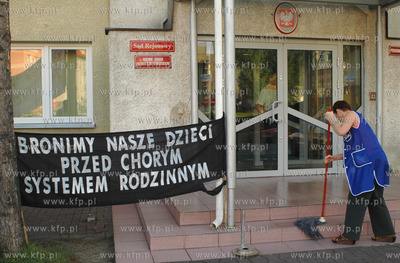 Sąd Rejonowy
BRONIMY NASZE DZIECI
PRZED CHORYM
SYSTEMEM RODZINNYM
www.kfp.pl